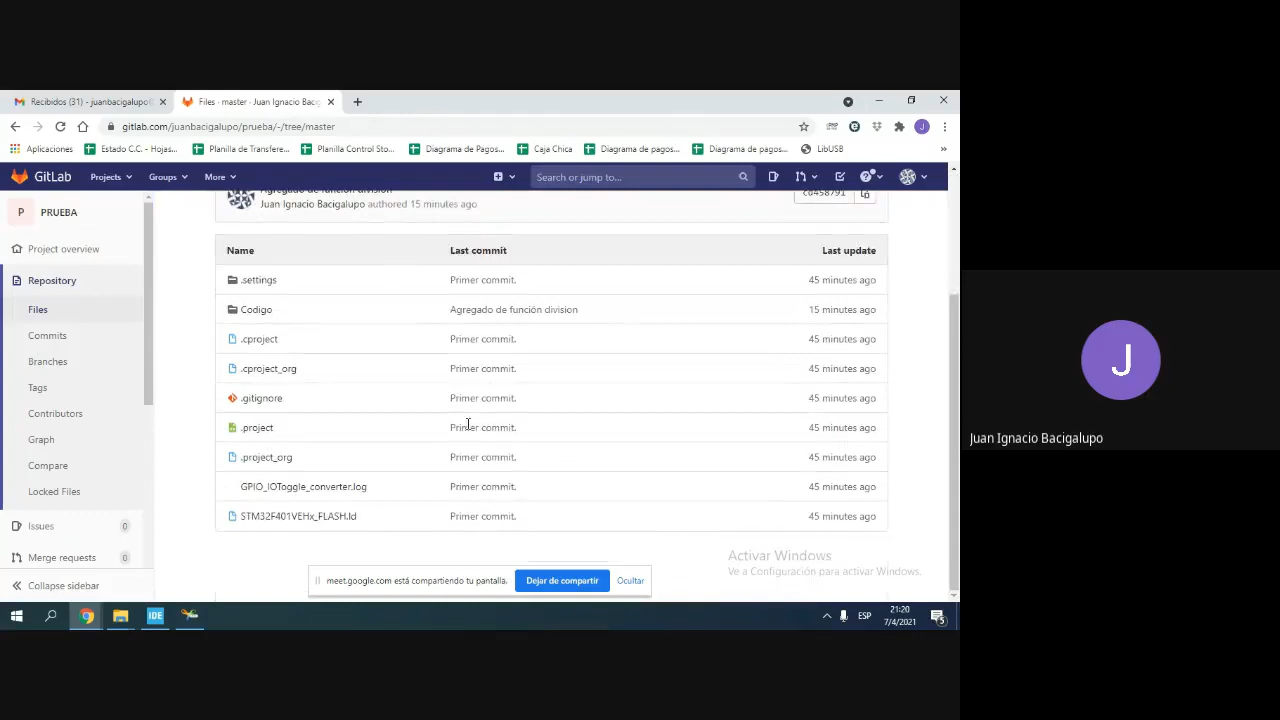 Recibidos (31) - juanbacigalupo@
Files · master · Juan Ignacio Bacig
gitlab.com/juanbacigalupo/prueba/-/tree/master
Aplicaciones
Estado C.C. - Hojas...
Planilla de Transfere...
Planilla Control Sto...
Diagrama de Pagos...
Caja Chica
Diagrama de pagos...
Diagrama de pagos...
LibUSB
»
GitLab
Projects
Groups
More
Search or jump to...
P
PRUEBA
Project overview
Repository
Files
Commits
Branches
Tags
Contributors
Graph
Compare
Locked Files
Issues
0
Merge requests
0
Collapse sidebar
Agregado de función division
Juan Ignacio Bacigalupo authored 15 minutes ago
cd458791
Name Last commit Last update
.settings Primer commit. 45 minutes ago
Codigo Agregado de función division 15 minutes ago
.cproject Primer commit. 45 minutes ago
.cproject_org Primer commit. 45 minutes ago
.gitignore Primer commit. 45 minutes ago
.project Primer commit. 45 minutes ago
.project_org Primer commit. 45 minutes ago
GPIO_IOToggle_converter.log Primer commit. 45 minutes ago
STM32F401VEHx_FLASH.ld Primer commit. 45 minutes ago
Activar Windows
Ve a Configuración para activar Windows.
meet.google.com está compartiendo tu pantalla.
Dejar de compartir
Ocultar
IDE
ESP
21:20
7/4/2021
5
J
J
Juan Ignacio Bacigalupo